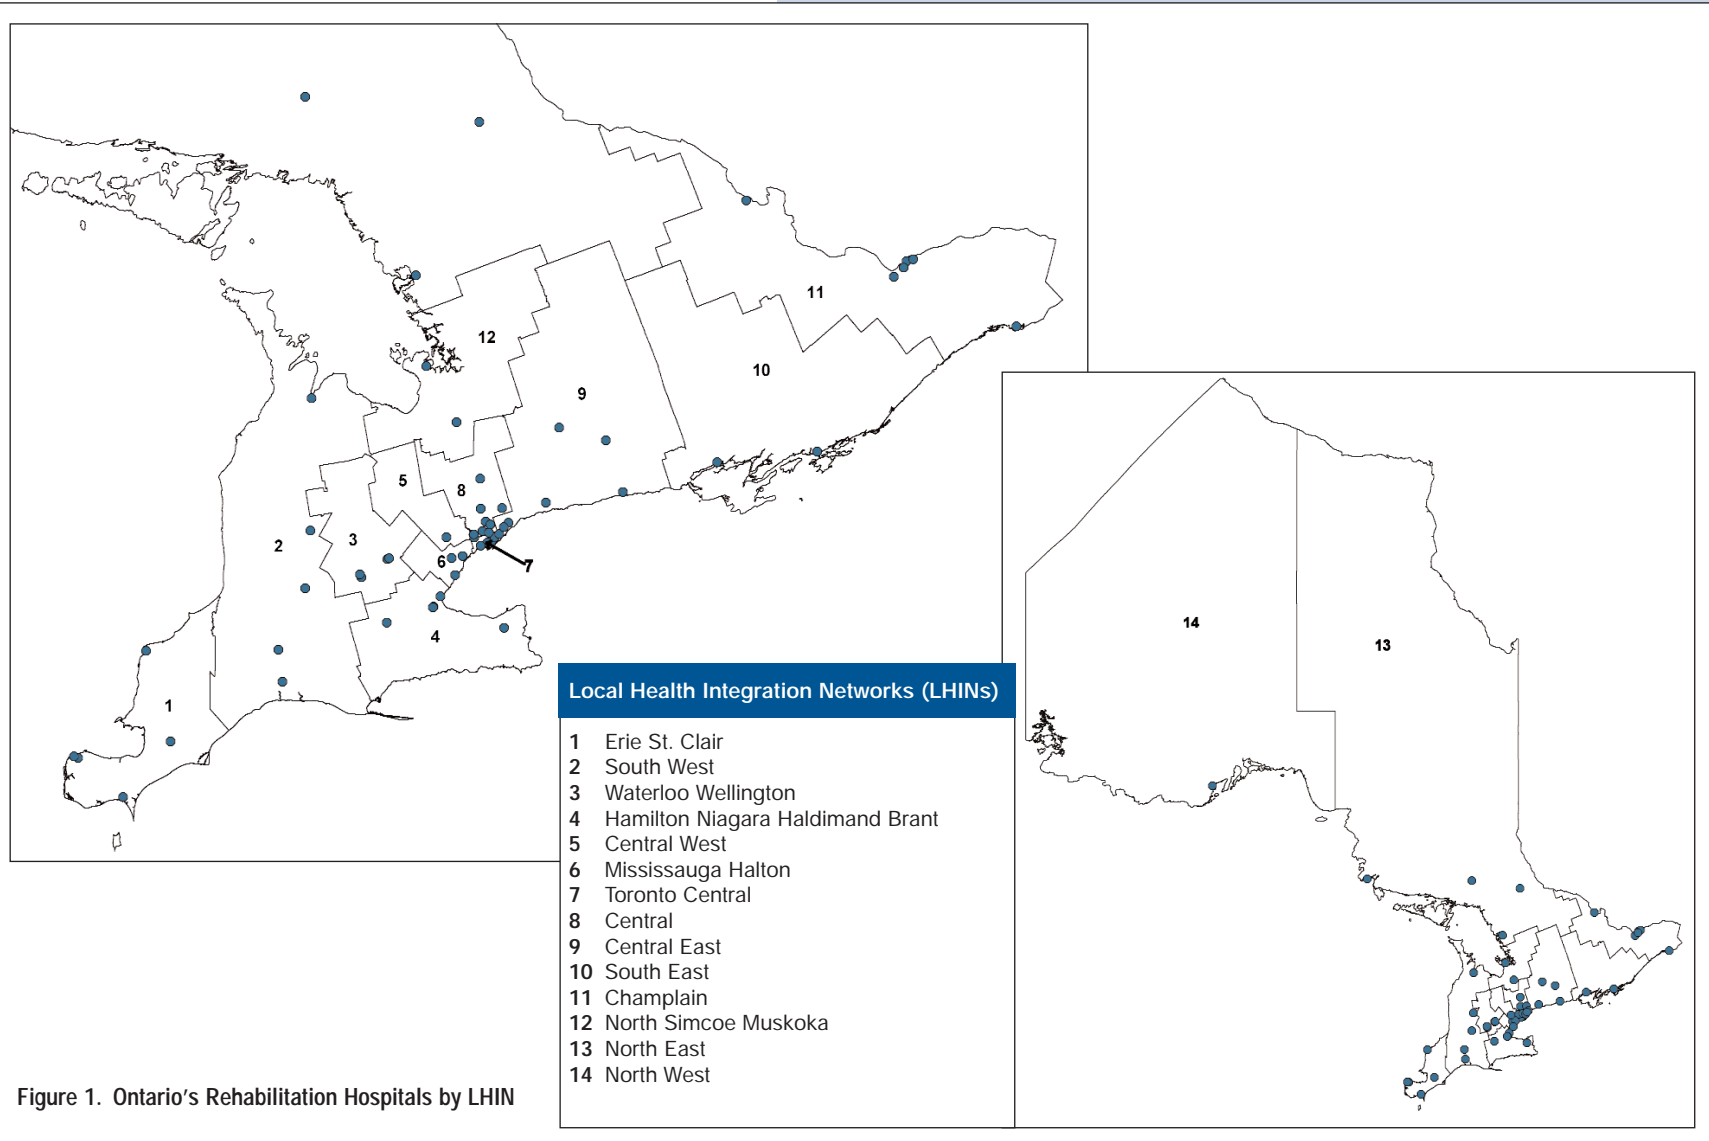 11
12
10
9
5
8
2
3
6
7
4
1
14
13
Local Health Integration Networks (LHINs)
1 Erie St. Clair
2 South West
3 Waterloo Wellington
4 Hamilton Niagara Haldimand Brant
5 Central West
6 Mississauga Halton
7 Toronto Central
8 Central
9 Central East
10 South East
11 Champlain
12 North Simcoe Muskoka
13 North East
14 North West
Figure 1. Ontario's Rehabilitation Hospitals by LHIN